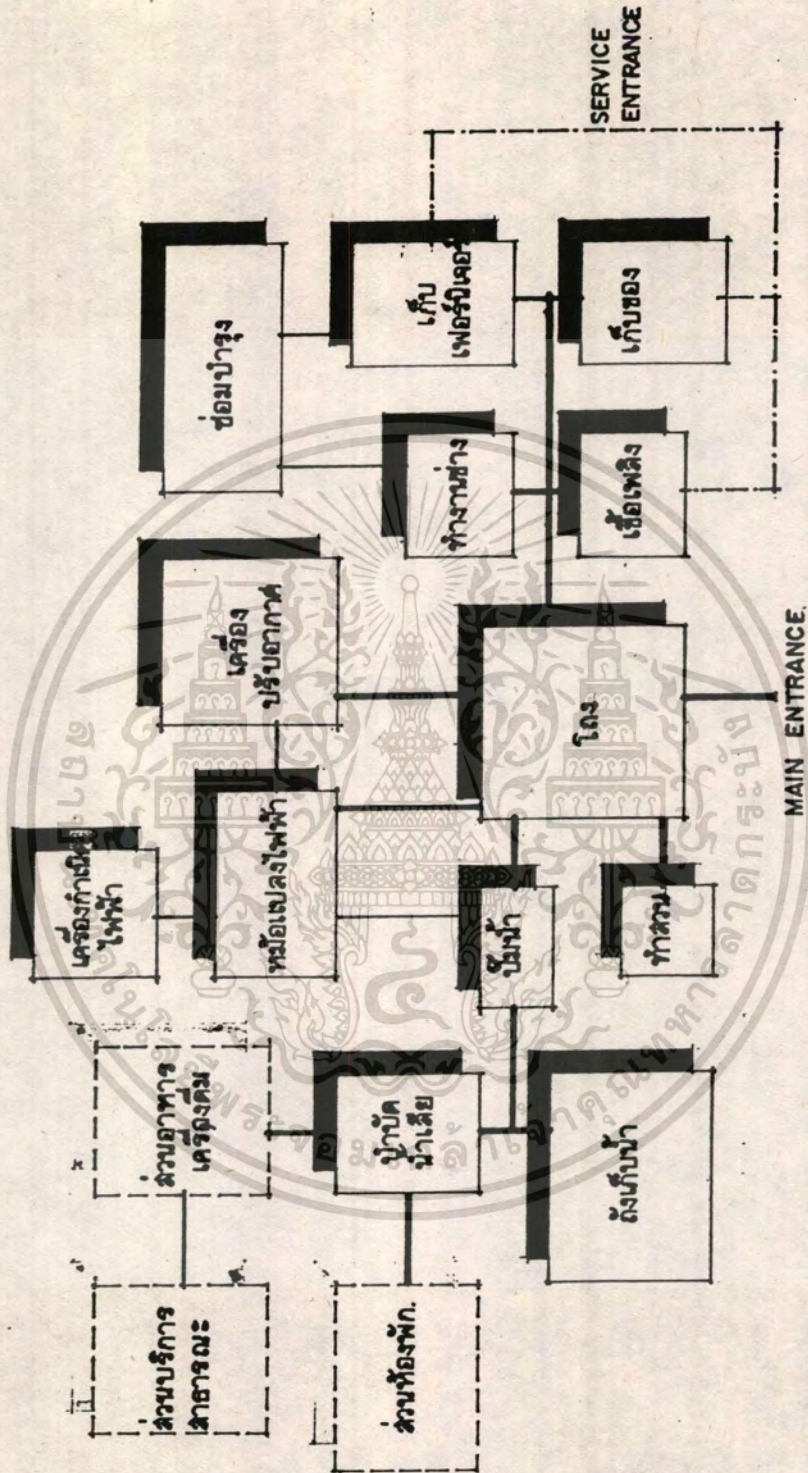 ส่วนบริการ
สาธารณะ
ส่วนอาหาร
เครื่องดื่ม
เครื่องกำเนิด
ไฟฟ้า
หม้อแปลงไฟฟ้า
เครื่อง
ปรับอากาศ
ซ่อมบำรุง
ส่วนห้องพัก.
บำบัด
น้ำเสีย
ทำงานช่าง
เก็บ
เฟอร์นิเจอร์
ถังเก็บน้ำ
ปั๊มน้ำ
ทำสวน
โถง
เชื้อเพลิง
เก็บของ
MAIN ENTRANCE.
SERVICE
ENTRANCE